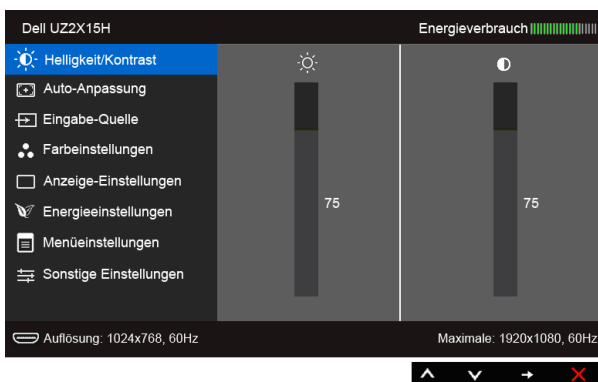 Dell UZ2X15H
Energieverbrauch
Helligkeit/Kontrast
Auto-Anpassung
Eingabe-Quelle
Farbeinstellungen
Anzeige-Einstellungen
Energieeinstellungen
Menüeinstellungen
Sonstige Einstellungen
75
75
Auflösung: 1024x768, 60Hz
Maximale: 1920x1080, 60Hz